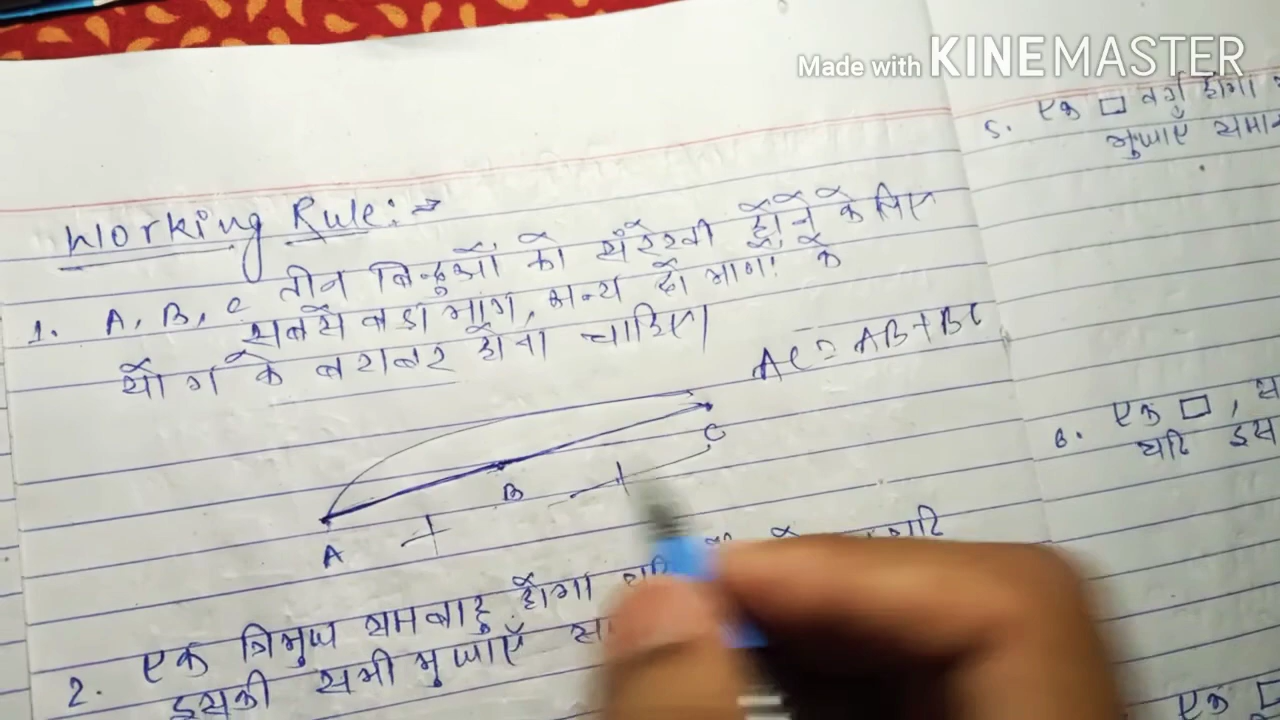 Made with KINEMASTER
Working Rule:→
1. A, B, C तीन बिन्दुओं को संरेखी होने के लिए
सबसे बड़ा भाग, अन्य दो भागों के
योग के बराबर होना चाहिए।
AC = AB + BC
A
B
C
2. एक त्रिभुज समबाहु होगा यदि
इसकी सभी भुजाएँ
5. एक □ वर्ग होगा
भुजाएँ
6. एक □,
यदि इस
एक □